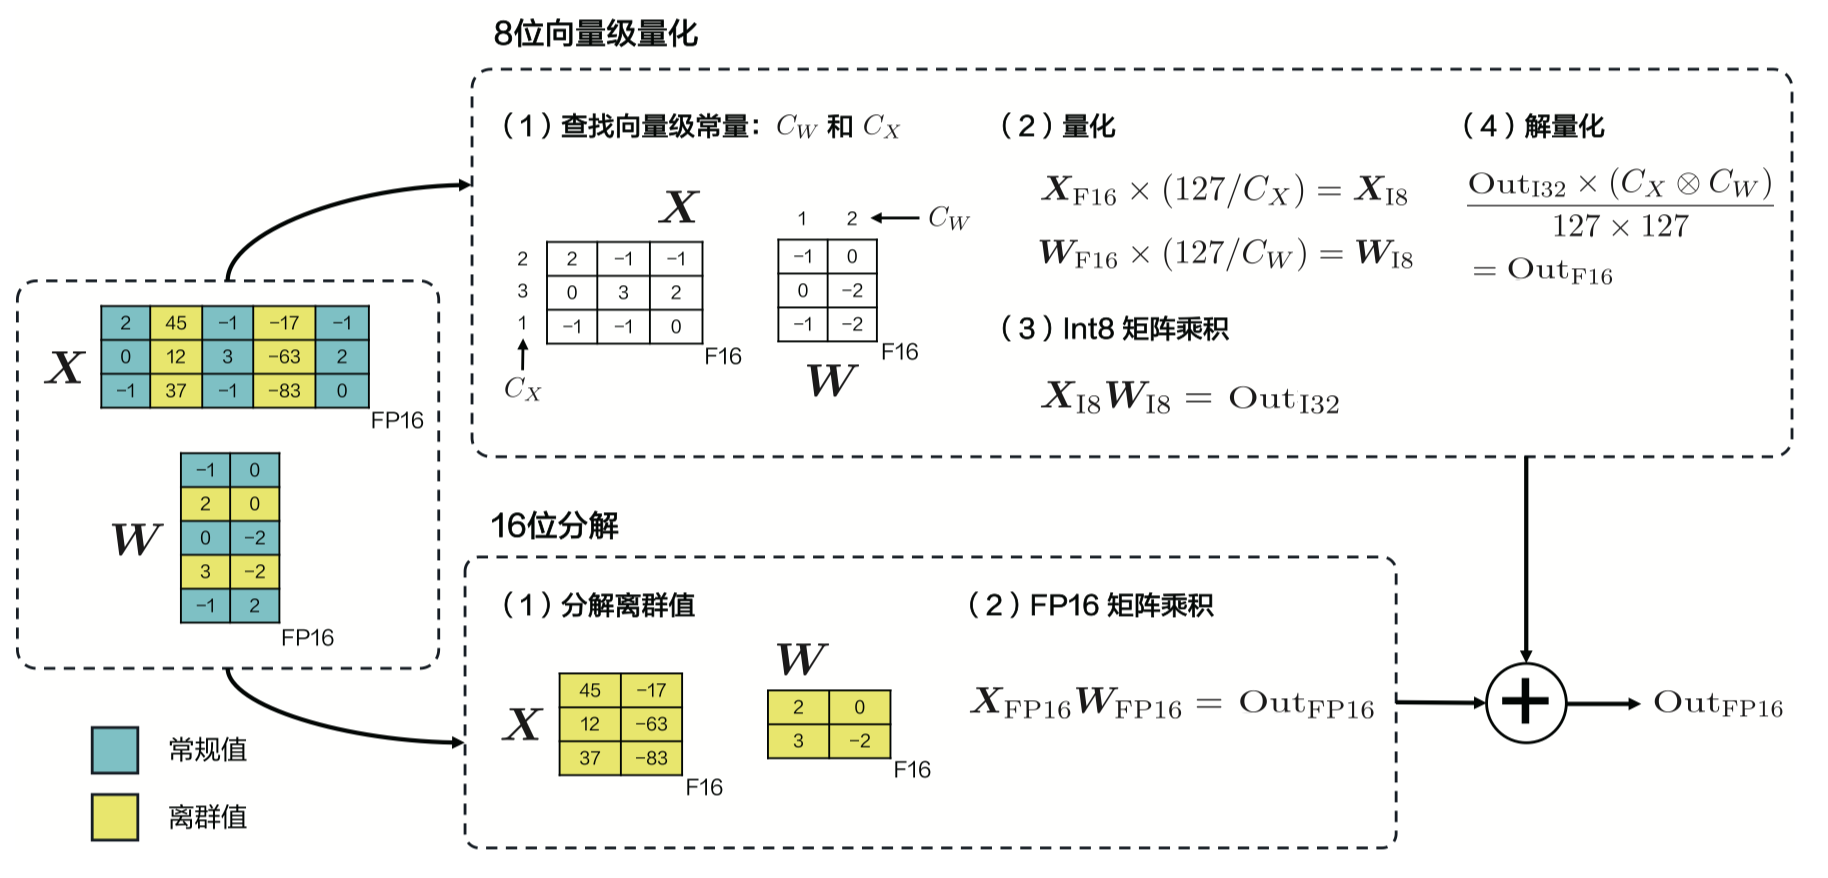 8位向量级量化
(1)查找向量级常量：C_W 和 C_X
X
1 2 ← C_W
2 2 −1 −1
3 0 3 2
1 −1 −1 0
F16
C_X
−1 0
0 −2
−1 −2
F16
W
(2)量化
X_F16 × (127/C_X) = X_I8
W_F16 × (127/C_W) = W_I8
(3)Int8 矩阵乘积
X_I8 W_I8 = Out_I32
(4)解量化
Out_I32 × (C_X ⊗ C_W)
127 × 127
= Out_F16
X
2 45 −1 −17 −1
0 12 3 −63 2
−1 37 −1 −83 0
FP16
W
−1 0
2 0
0 −2
3 −2
−1 2
FP16
常规值
离群值
16位分解
(1)分解离群值
X
45 −17
12 −63
37 −83
F16
W
2 0
3 −2
F16
(2)FP16 矩阵乘积
X_FP16 W_FP16 = Out_FP16
+
Out_FP16